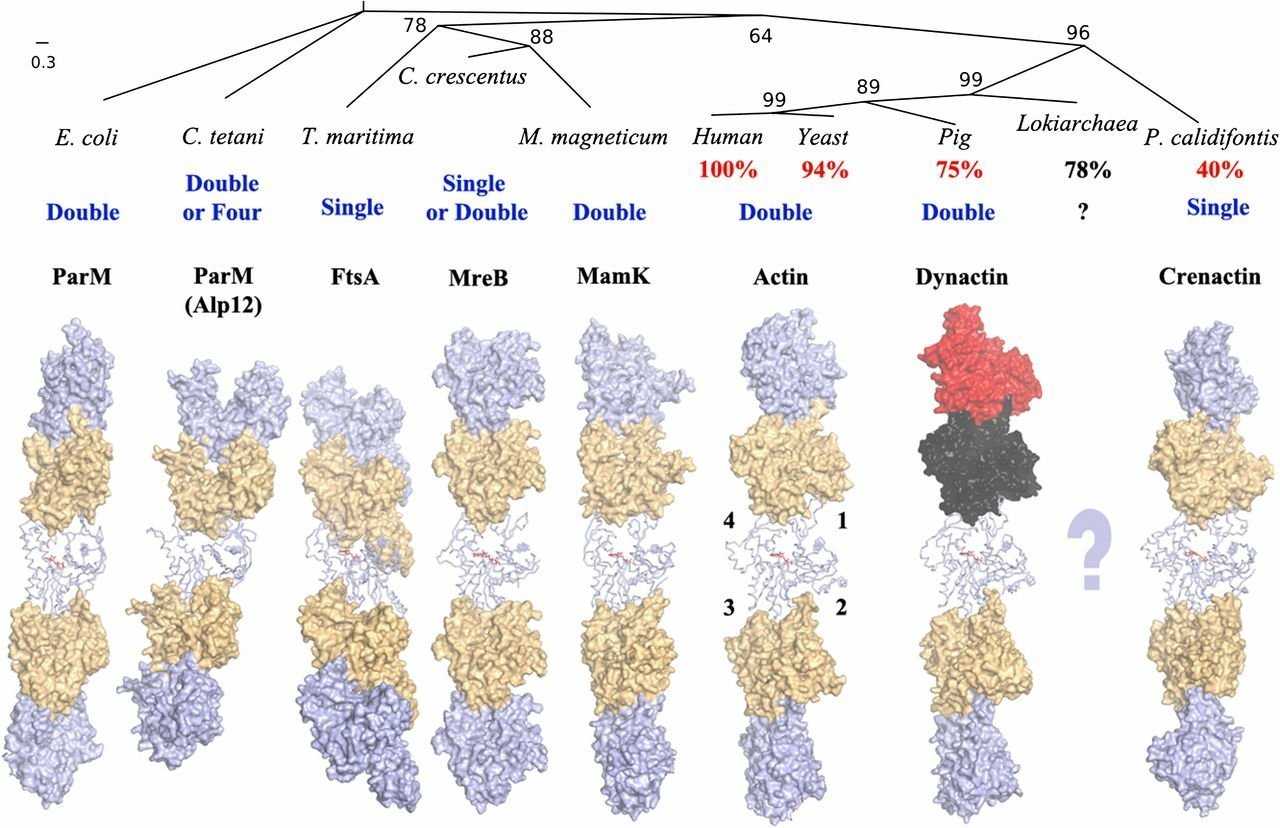 78
88
64
96
0.3
C. crescentus
99
89
99
E. coli
C. tetani
T. maritima
M. magneticum
Human
Yeast
Pig
Lokiarchaea
P. calidifontis
100%
94%
75%
78%
40%
Double
Double
or Four
Single
Single
or Double
Double
Double
Double
?
Single
ParM
ParM
(Alp12)
FtsA
MreB
MamK
Actin
Dynactin
Crenactin
4
1
?
3
2